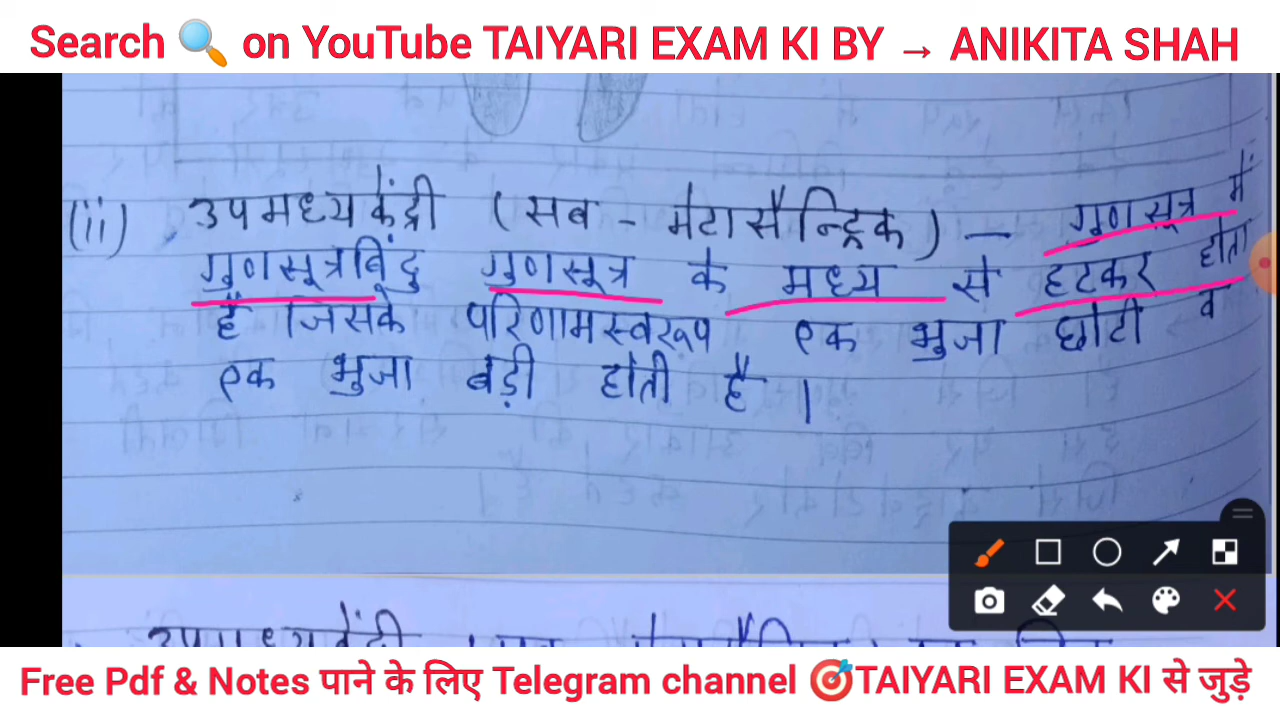 Search 🔍 on YouTube TAIYARI EXAM KI BY → ANIKITA SHAH
(ii) उपमध्यकेंद्री (सब - मेटासैन्ट्रिक) — गुणसूत्र में
गुणसूत्रबिंदु गुणसूत्र के मध्य से हटकर होता
है जिसके परिणामस्वरूप एक भुजा छोटी व
एक भुजा बड़ी होती है ।
Free Pdf & Notes पाने के लिए Telegram channel 🎯TAIYARI EXAM KI से जुड़े